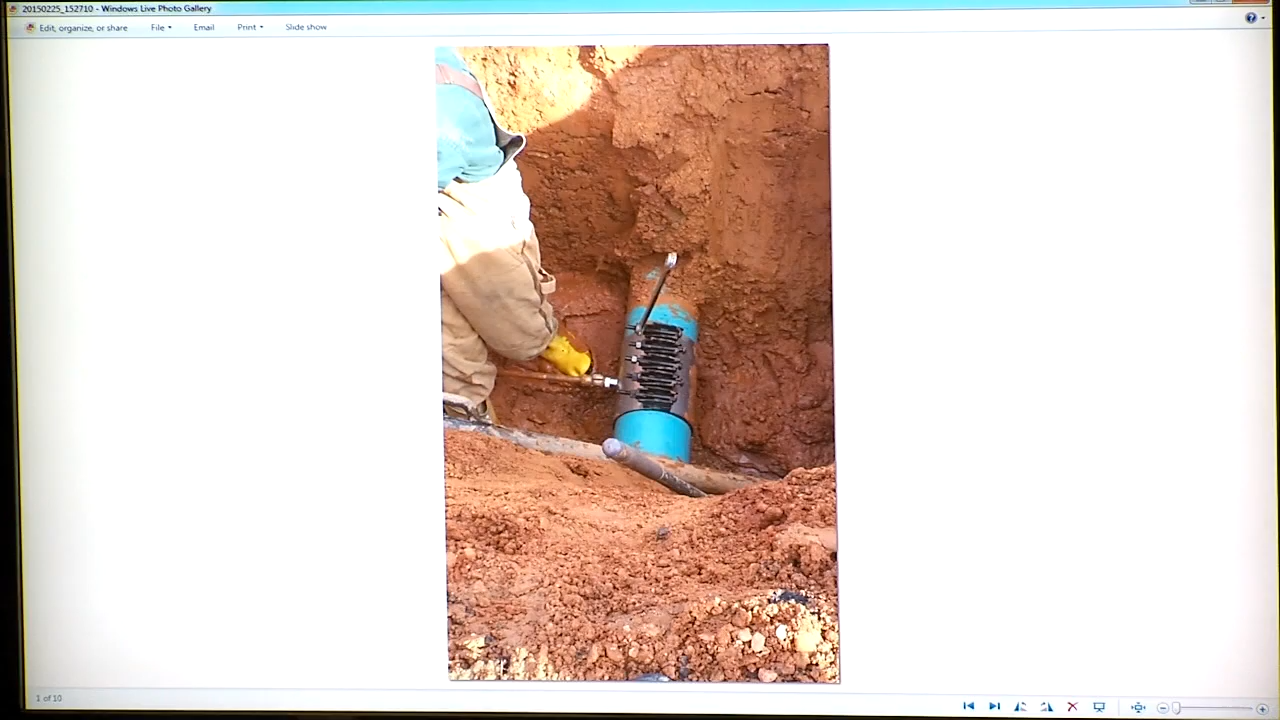 20150225_152710 - Windows Live Photo Gallery
Edit, organize, or share File Email Print Slide show
1 of 10